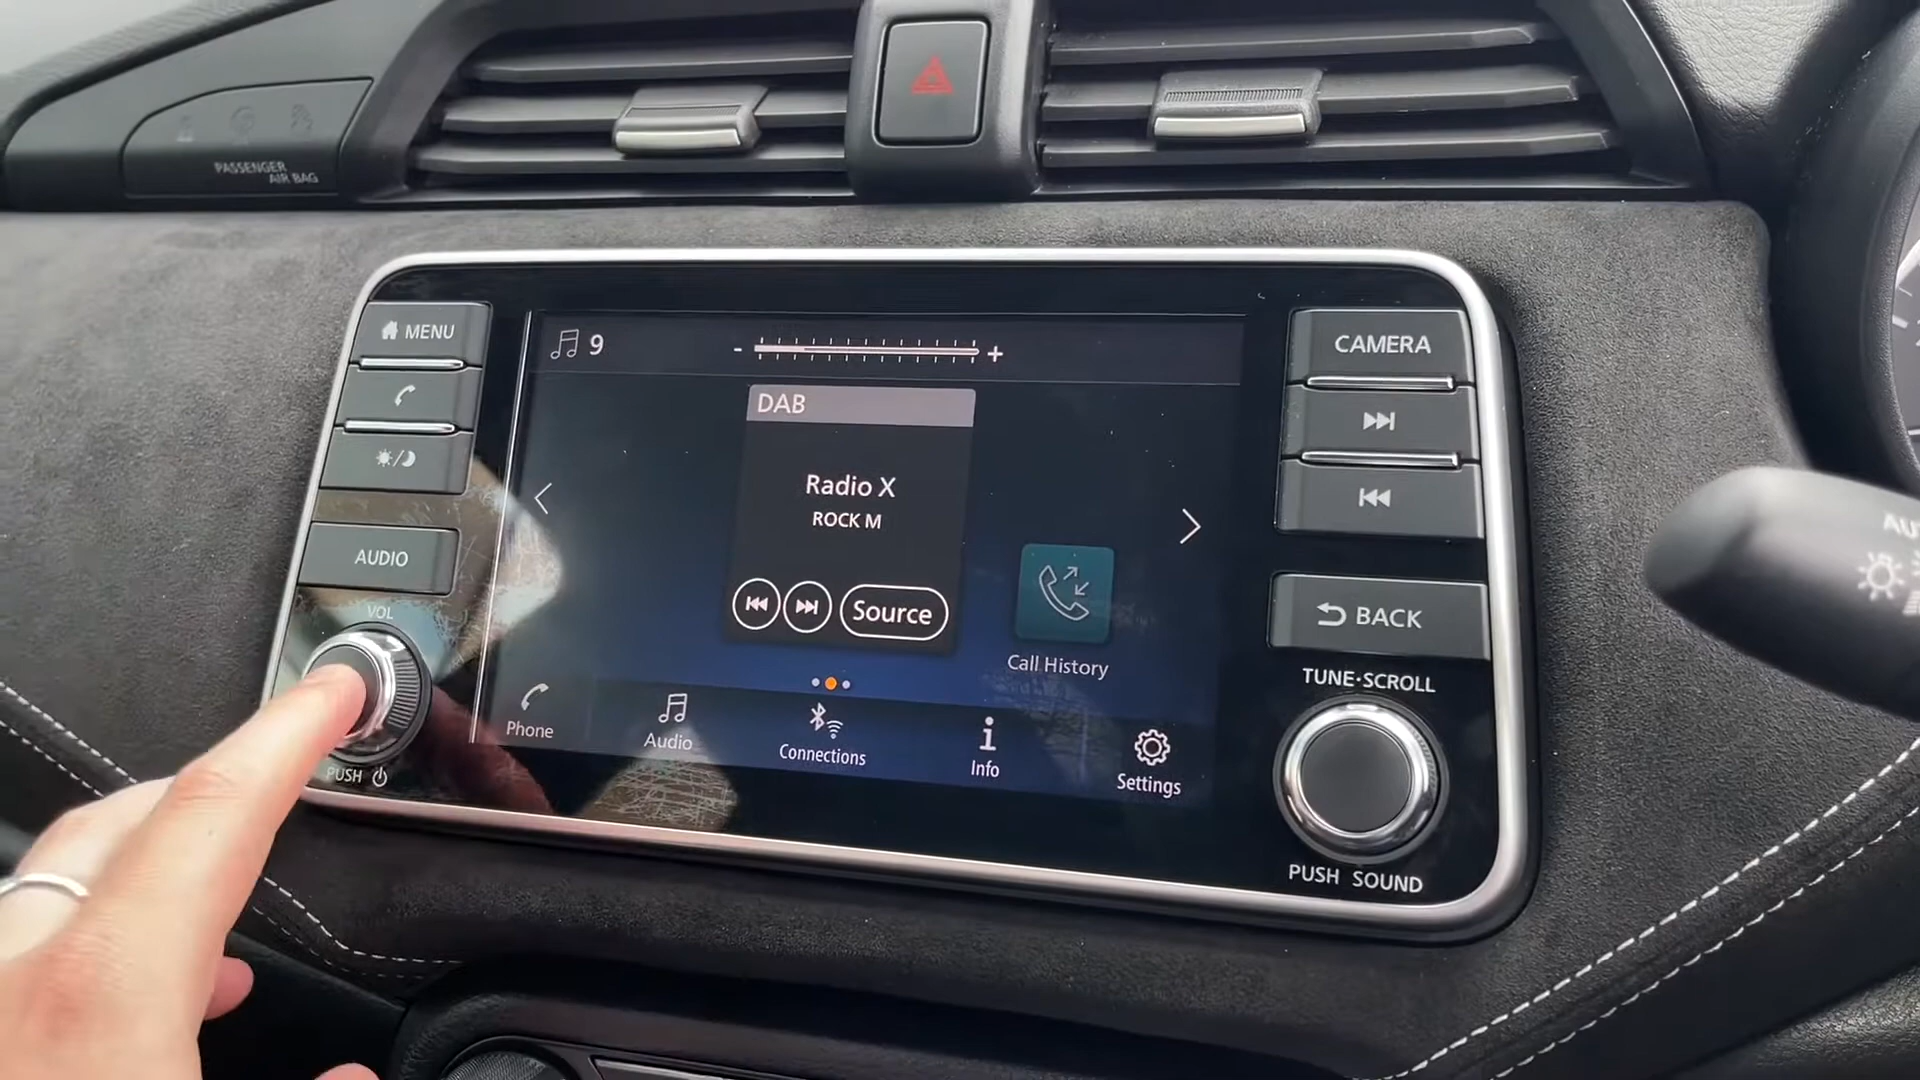 PASSENGER
AIR BAG
MENU
AUDIO
VOL
PUSH
9
- +
DAB
Radio X
ROCK M
Source
Call History
Phone
Audio
Connections
Info
Settings
CAMERA
BACK
TUNE·SCROLL
PUSH SOUND